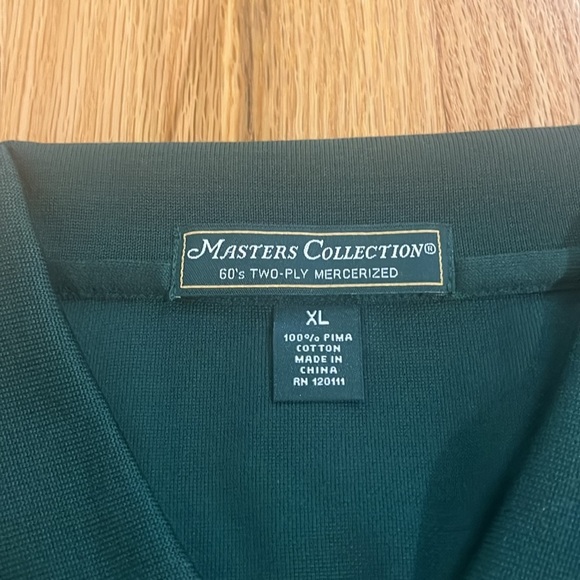 MASTERS COLLECTION®
60's TWO-PLY MERCERIZED
XL
100% PIMA
COTTON
MADE IN
CHINA
RN 120111